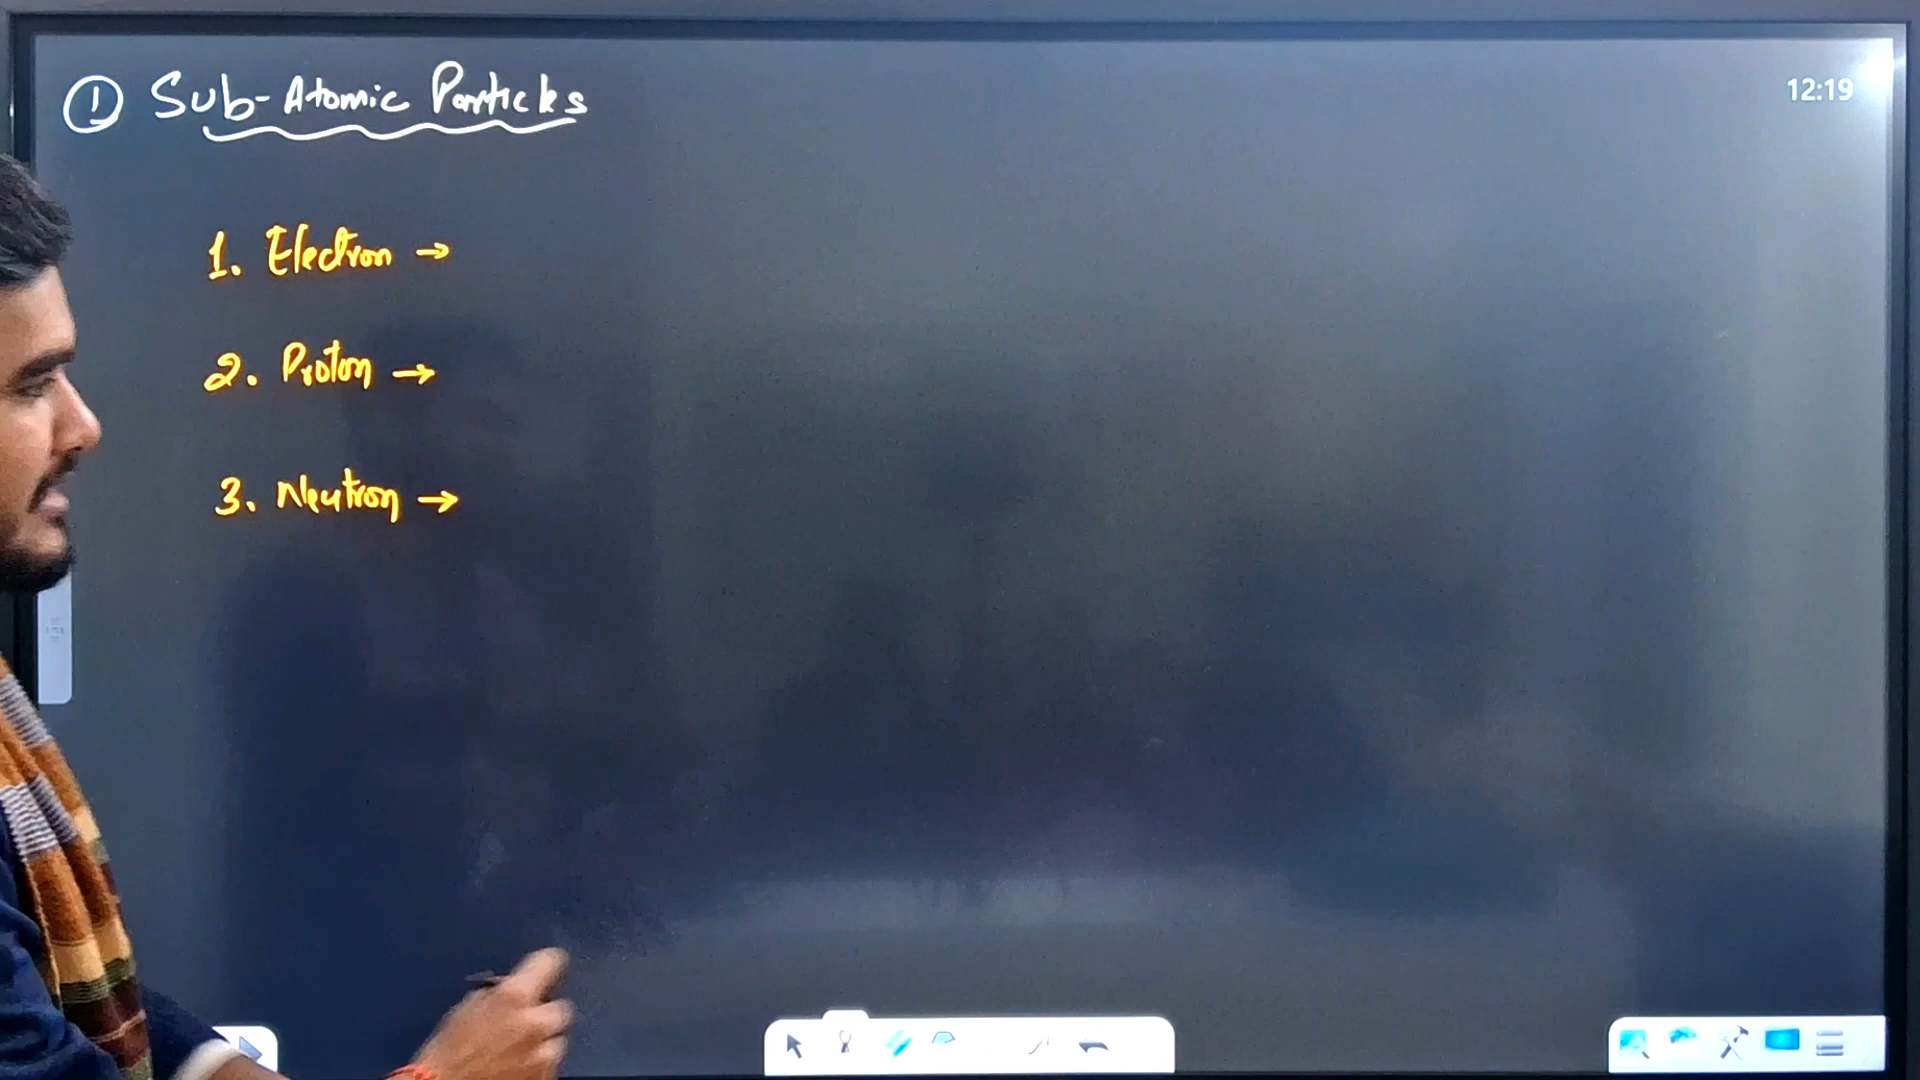 ① Sub-Atomic Particles
12:19
1. Electron →
2. Proton →
3. Neutron →